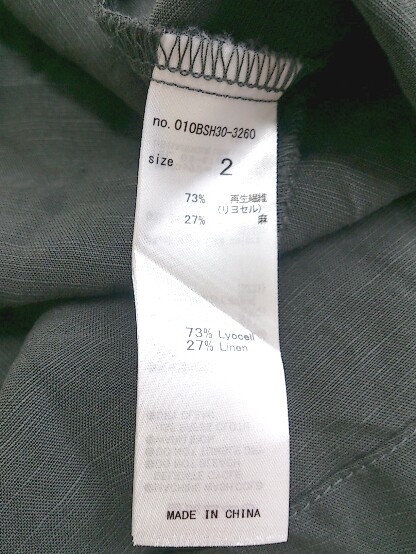 no. 010BSH30-3260
size 2
73% 再生繊維
(リヨセル)
27% 麻
73% Lyocell
27% Linen
MADE IN CHINA